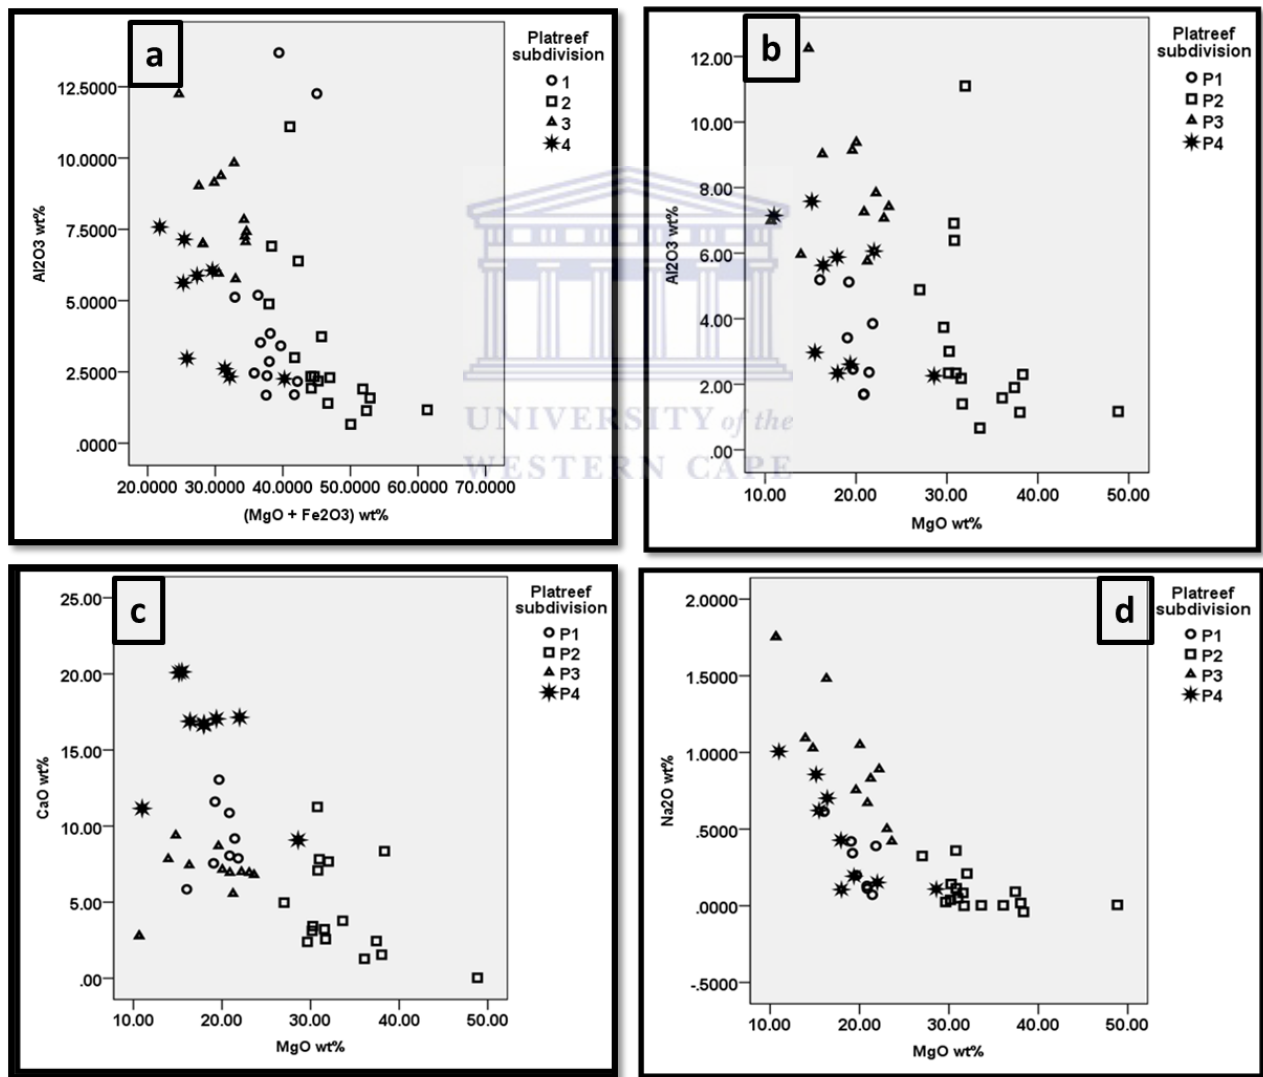 a
Platreef
subdivision
1
2
3
4
12.5000
10.0000
7.5000
5.0000
2.5000
.0000
Al2O3 wt%
20.0000 30.0000 40.0000 50.0000 60.0000 70.0000
(MgO + Fe2O3) wt%
b
Platreef
subdivision
P1
P2
P3
P4
12.00
10.00
8.00
6.00
4.00
2.00
.00
Al2O3 wt%
10.00 20.00 30.00 40.00 50.00
MgO wt%
UNIVERSITY of the
WESTERN CAPE
c
Platreef
subdivision
P1
P2
P3
P4
25.00
20.00
15.00
10.00
5.00
.00
CaO wt%
10.00 20.00 30.00 40.00 50.00
MgO wt%
d
Platreef
subdivision
P1
P2
P3
P4
2.0000
1.5000
1.0000
.5000
.0000
-.5000
Na2O wt%
10.00 20.00 30.00 40.00 50.00
MgO wt%